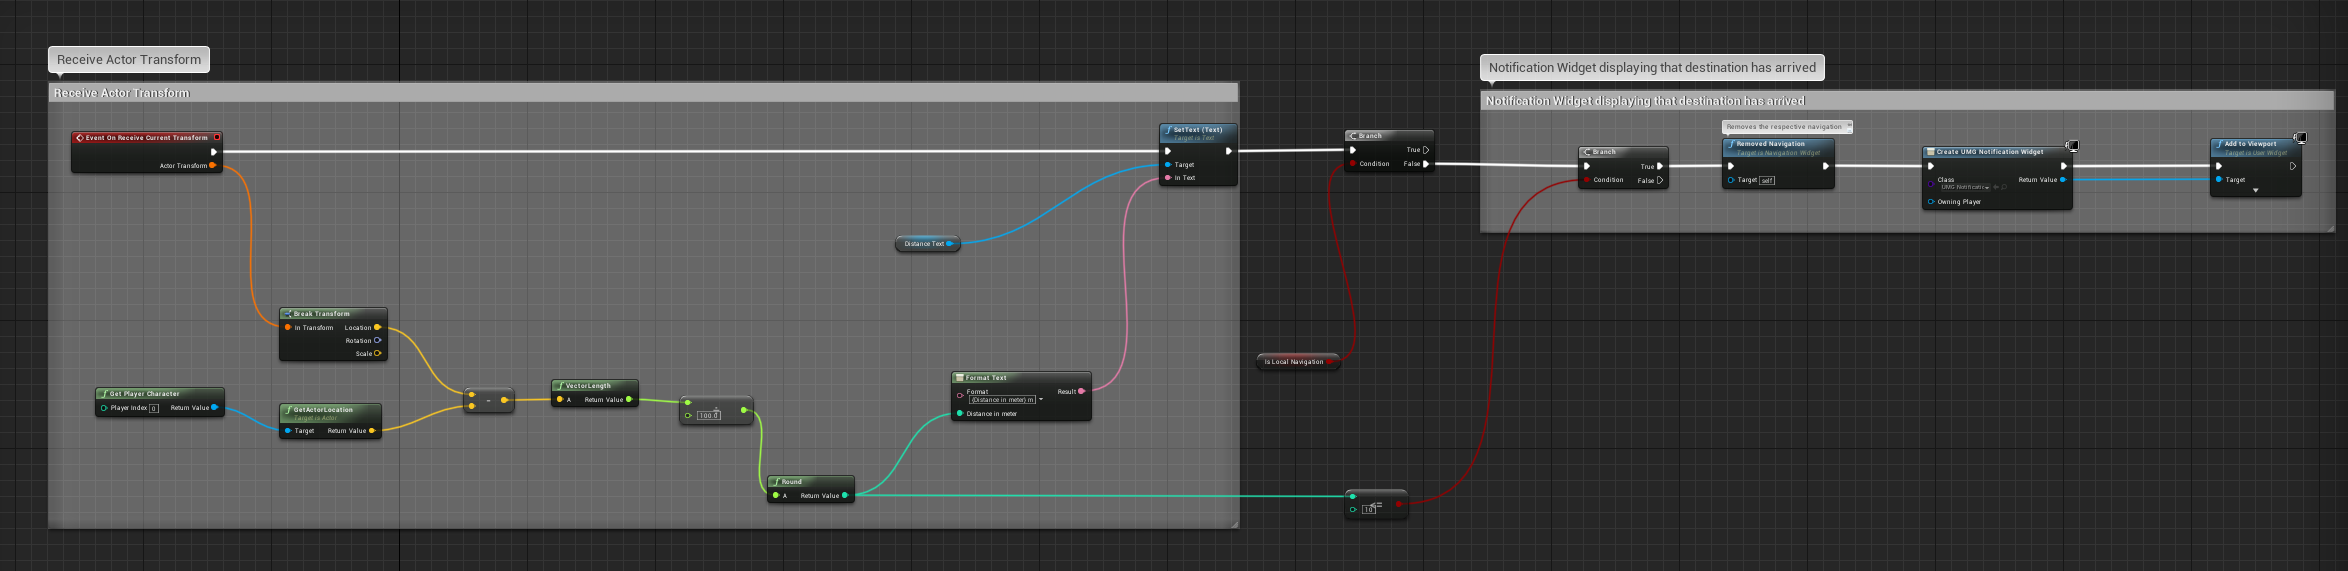 Receive Actor Transform
Receive Actor Transform
Event On Receive Current Transform
Actor Transform
Break Transform
In Transform Location
Rotation
Scale
Get Player Character
Player Index 0 Return Value
GetActorLocation
Target is Actor
Target Return Value
-
VectorLength
A Return Value
÷
100.0
Round
A Return Value
Distance Text
Format Text
Format Result
{Distance in meter} m
Distance in meter
SetText (Text)
Target is Text
Target
In Text
Branch
True
Condition False
Is Local Navigation
<=
10
Notification Widget displaying that destination has arrived
Notification Widget displaying that destination has arrived
Branch
True
Condition False
Removes the respective navigation
Removed Navigation
Target is Navigation Widget
Target self
Create UMG Notification Widget
Class
UMG Notificatir
Return Value
Owning Player
Add to Viewport
Target is User Widget
Target